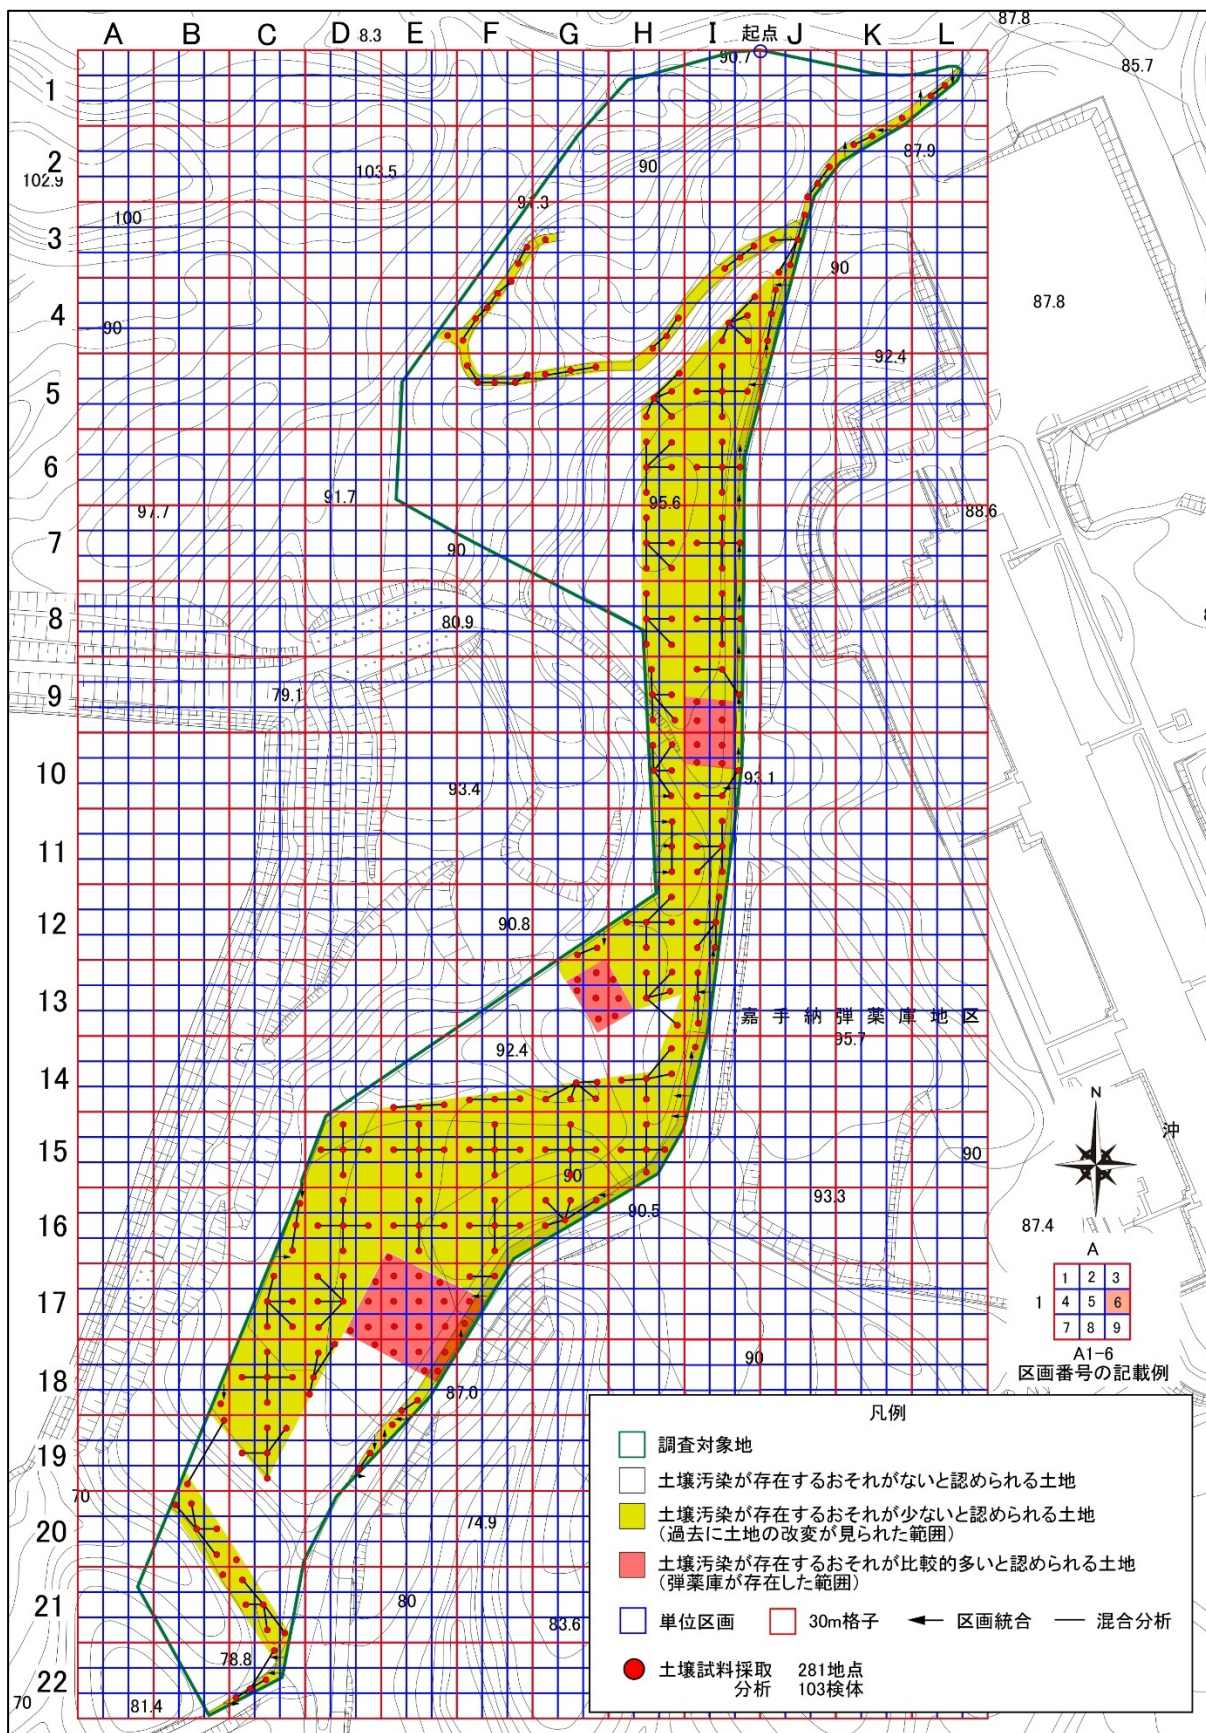 A B C D E F G H I J K L
起点
87.8
8.3
90.7
85.7
1
87.9
2
90
102.9
103.5
100
91.3
3
90
87.8
4
90
92.4
5
6
91.7
95.6
97.7
88.6
7
90
8
80.9
9
79.1
10
93.4
93.1
11
12
90.8
13
嘉手納弾薬庫地区
95.7
92.4
14
N
沖
15
90
90
93.3
16
90.5
87.4
A
1 2 3
1 4 5 6
7 8 9
A1-6
区画番号の記載例
17
90
18
87.0
19
70
20
74.9
21
80
83.6
22
78.8
70
81.4
凡例
調査対象地
土壌汚染が存在するおそれがないと認められる土地
土壌汚染が存在するおそれが少ないと認められる土地
(過去に土地の改変が見られた範囲)
土壌汚染が存在するおそれが比較的多いと認められる土地
(弾薬庫が存在した範囲)
単位区画 30m格子 区画統合 混合分析
土壌試料採取 281地点
分析 103検体